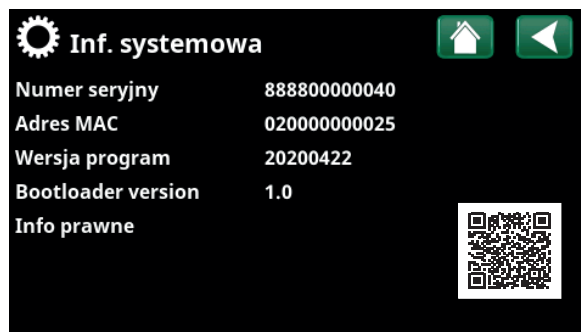 Inf. systemowa
Numer seryjny 888800000040
Adres MAC 020000000025
Wersja program 20200422
Bootloader version 1.0
Info prawne